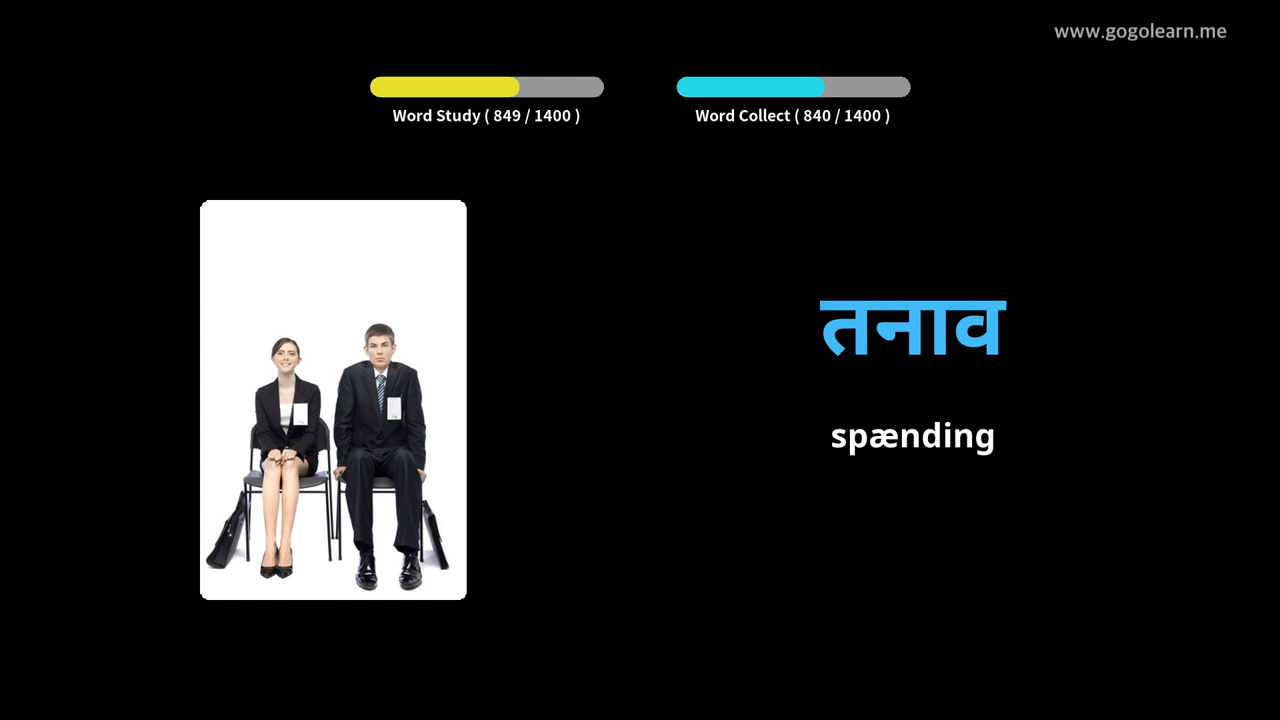 www.gogolearn.me
Word Study ( 849 / 1400 )
Word Collect ( 840 / 1400 )
तनाव
spænding